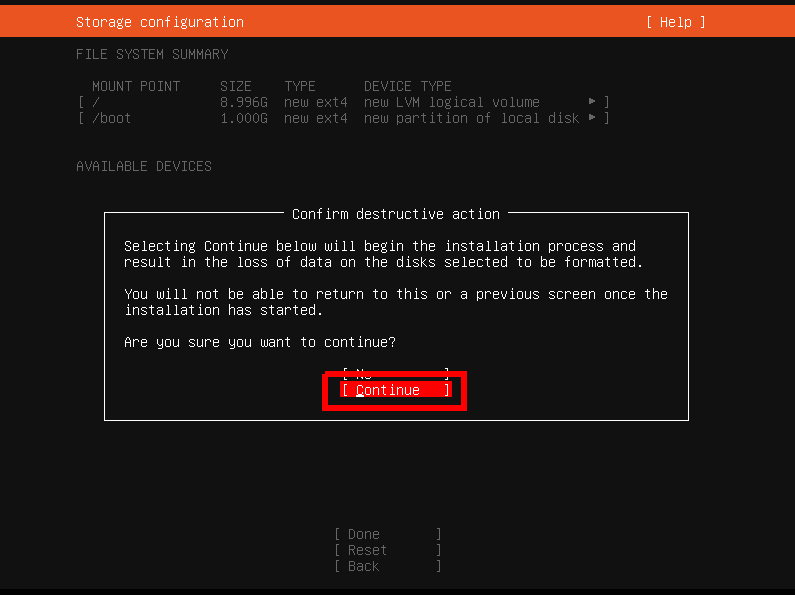 Storage configuration [ Help ]
FILE SYSTEM SUMMARY
MOUNT POINT SIZE TYPE DEVICE TYPE
[ / 8.996G new ext4 new LVM logical volume ▸ ]
[ /boot 1.000G new ext4 new partition of local disk ▸ ]
AVAILABLE DEVICES
Confirm destructive action
Selecting Continue below will begin the installation process and
result in the loss of data on the disks selected to be formatted.
You will not be able to return to this or a previous screen once the
installation has started.
Are you sure you want to continue?
[ No ]
[ Continue ]
[ Done ]
[ Reset ]
[ Back ]